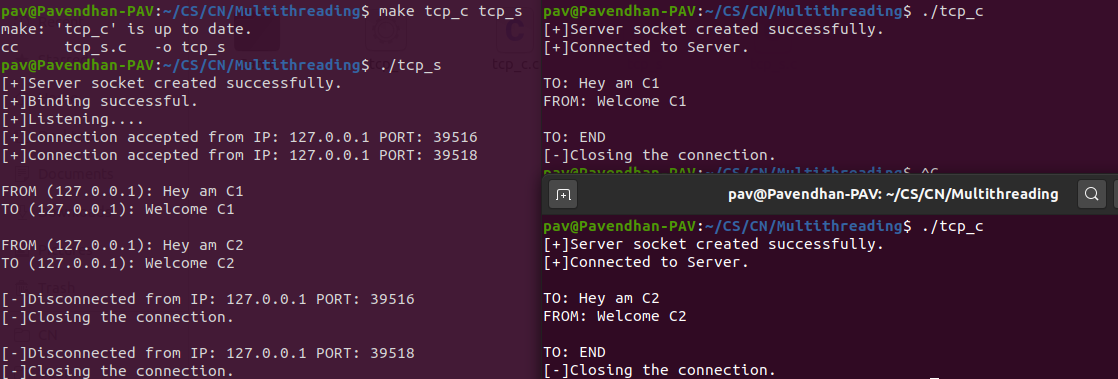 pav@Pavendhan-PAV:~/CS/CN/Multithreading$ make tcp_c tcp_s
make: 'tcp_c' is up to date.
cc     tcp_s.c   -o tcp_s
pav@Pavendhan-PAV:~/CS/CN/Multithreading$ ./tcp_s
[+]Server socket created successfully.
[+]Binding successful.
[+]Listening....
[+]Connection accepted from IP: 127.0.0.1 PORT: 39516
[+]Connection accepted from IP: 127.0.0.1 PORT: 39518
FROM (127.0.0.1): Hey am C1
TO (127.0.0.1): Welcome C1
FROM (127.0.0.1): Hey am C2
TO (127.0.0.1): Welcome C2
[-]Disconnected from IP: 127.0.0.1 PORT: 39516
[-]Closing the connection.
[-]Disconnected from IP: 127.0.0.1 PORT: 39518
[-]Closing the connection.
pav@Pavendhan-PAV:~/CS/CN/Multithreading$ ./tcp_c
[+]Server socket created successfully.
[+]Connected to Server.
TO: Hey am C1
FROM: Welcome C1
TO: END
[-]Closing the connection.
pav@Pavendhan-PAV:~/CS/CN/Multithreading$ ^C
pav@Pavendhan-PAV: ~/CS/CN/Multithreading
pav@Pavendhan-PAV:~/CS/CN/Multithreading$ ./tcp_c
[+]Server socket created successfully.
[+]Connected to Server.
TO: Hey am C2
FROM: Welcome C2
TO: END
[-]Closing the connection.